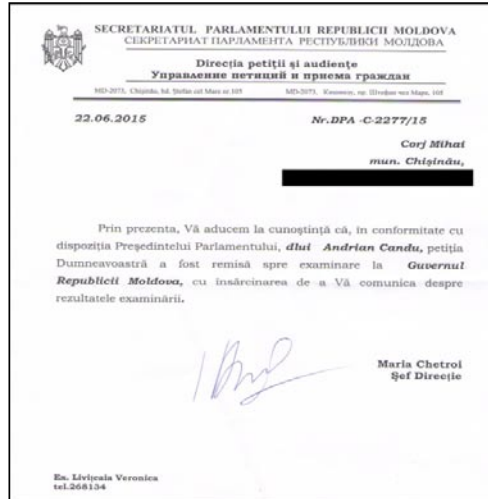 SECRETARIATUL PARLAMENTULUI REPUBLICII MOLDOVA
СЕКРЕТАРИАТ ПАРЛАМЕНТА РЕСПУБЛИКИ МОЛДОВА
Direcția petiții și audiențe
Управление петиций и приема граждан
MD-2073, Chișinău, bd. Ștefan cel Mare nr.105
MD-2073, Кишинэу, пр. Штефан чел Маре, 105
22.06.2015
Nr.DPA -C-2277/15
Corj Mihai
mun. Chișinău,
Prin prezenta, Vă aducem la cunoștință că, în conformitate cu
dispoziția Președintelui Parlamentului, dlui Andrian Candu, petiția
Dumneavoastră a fost remisă spre examinare la Guvernul
Republicii Moldova, cu însărcinarea de a Vă comunica despre
rezultatele examinării.
Maria Chetroi
Șef Direcție
Ex. Livițcaia Veronica
tel.268134